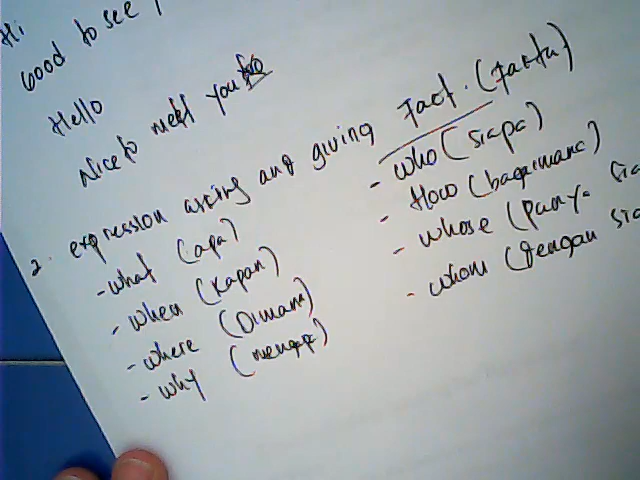 Hi
Good to see
Hello
Nice to meet you
2. expression asking and giving Fact. (Fakta)
- what (apa)
- when (Kapan)
- where (Dimana)
- why (mengapa)
- who (siapa)
- How (bagaimana)
- whose (punya
- whom (dengan